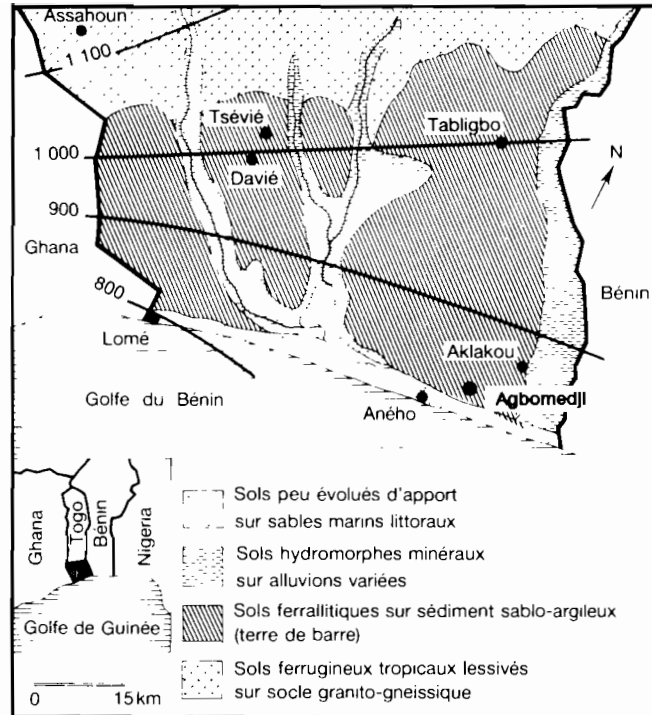 Assahoun
1 100
Tsévié
Tabligbo
1 000
Davié
N
900
Ghana
Bénin
800
Lomé
Aklakou
Golfe du Bénin
Agbomedji
Aného
Ghana
Togo
Bénin
Nigeria
Golfe de Guinée
0 15 km
Sols peu évolués d'apport
sur sables marins littoraux
Sols hydromorphes minéraux
sur alluvions variées
Sols ferrallitiques sur sédiment sablo-argileux
(terre de barre)
Sols ferrugineux tropicaux lessivés
sur socle granito-gneissique